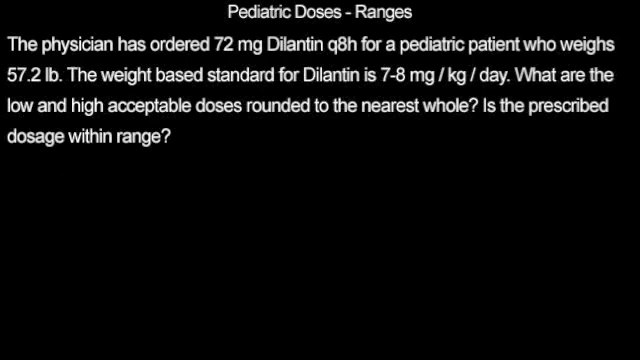 Pediatric Doses - Ranges
The physician has ordered 72 mg Dilantin q8h for a pediatric patient who weighs
57.2 lb. The weight based standard for Dilantin is 7-8 mg / kg / day. What are the
low and high acceptable doses rounded to the nearest whole? Is the prescribed
dosage within range?